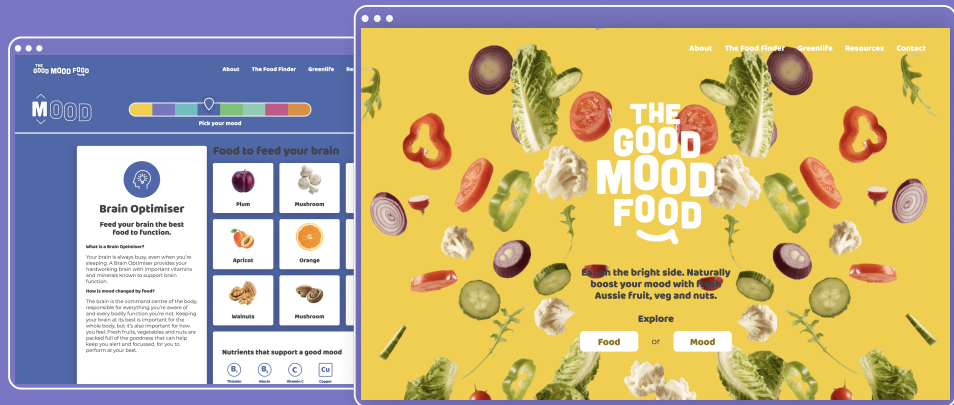 THE
GOOD MOOD FOOD
About The Food Finder Greenlife
MOOD
Pick your mood
Food to feed your brain
Brain Optimiser
Feed your brain the best
food to function.
What is a Brain Optimiser?
Your brain is always busy, even when you're
sleeping. A Brain Optimiser provides your
hardworking brain with important vitamins
and minerals known to support brain
function.
How is mood changed by food?
The brain is the command centre of the body,
responsible for everything you're aware of
and every bodily function you're not. Keeping
your brain at its best is important for the
whole body, but it's also important for how
you feel. Fresh fruits, vegetables and nuts are
packed full of the goodness that can help
keep you alert and focussed, for you to
perform at your best.
Plum Mushroom
Apricot Orange
Walnuts Mushroom
Nutrients that support a good mood
B B C Cu
Thiamin Niacin Vitamin C Copper
About The Food Finder Greenlife Resources Contact
THE
GOOD
MOOD
FOOD
on the bright side. Naturally
boost your mood with fresh
Aussie fruit, veg and nuts.
Explore
Food or Mood